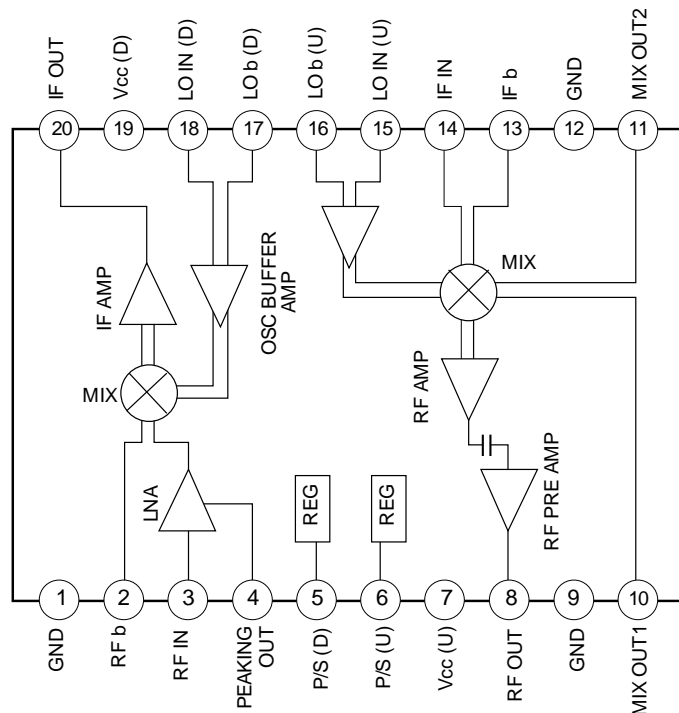 IF OUT
Vcc (D)
LO IN (D)
LO b (D)
LO b (U)
LO IN (U)
IF IN
IF b
GND
MIX OUT2
20
19
18
17
16
15
14
13
12
11
IF AMP
OSC BUFFER
AMP
MIX
MIX
RF AMP
LNA
REG
REG
RF PRE AMP
1
2
3
4
5
6
7
8
9
10
GND
RF b
RF IN
PEAKING
OUT
P/S (D)
P/S (U)
Vcc (U)
RF OUT
GND
MIX OUT1